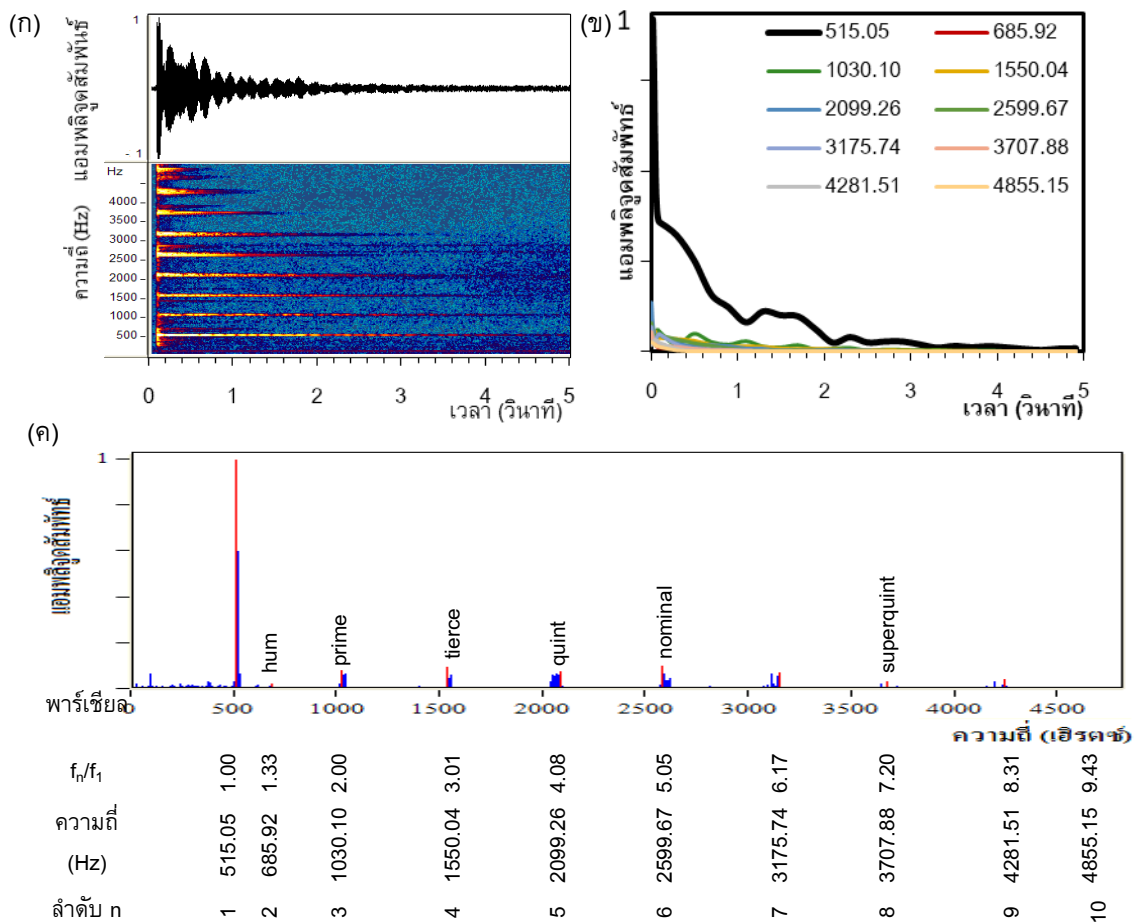 (ก)
1
- 1
แอมพลิจูดสัมพันธ์
Hz
4000
3500
3000
2500
2000
1500
1000
500
ความถี่ (Hz)
0 1 2 3 4 5
เวลา (วินาที)
(ข)
1
แอมพลิจูดสัมพัทธ์
515.05 685.92
1030.10 1550.04
2099.26 2599.67
3175.74 3707.88
4281.51 4855.15
0 1 2 3 4 5
เวลา (วินาที)
(ค)
1
แอมพลิจูดสัมพัทธ์
hum prime tierce quint nominal superquint
0 500 1000 1500 2000 2500 3000 3500 4000 4500
ความถี่ (เฮิรตซ์)
พาร์เชียล
fn/f1 1.00 1.33 2.00 3.01 4.08 5.05 6.17 7.20 8.31 9.43
ความถี่
(Hz) 515.05 685.92 1030.10 1550.04 2099.26 2599.67 3175.74 3707.88 4281.51 4855.15
ลำดับ n 1 2 3 4 5 6 7 8 9 10